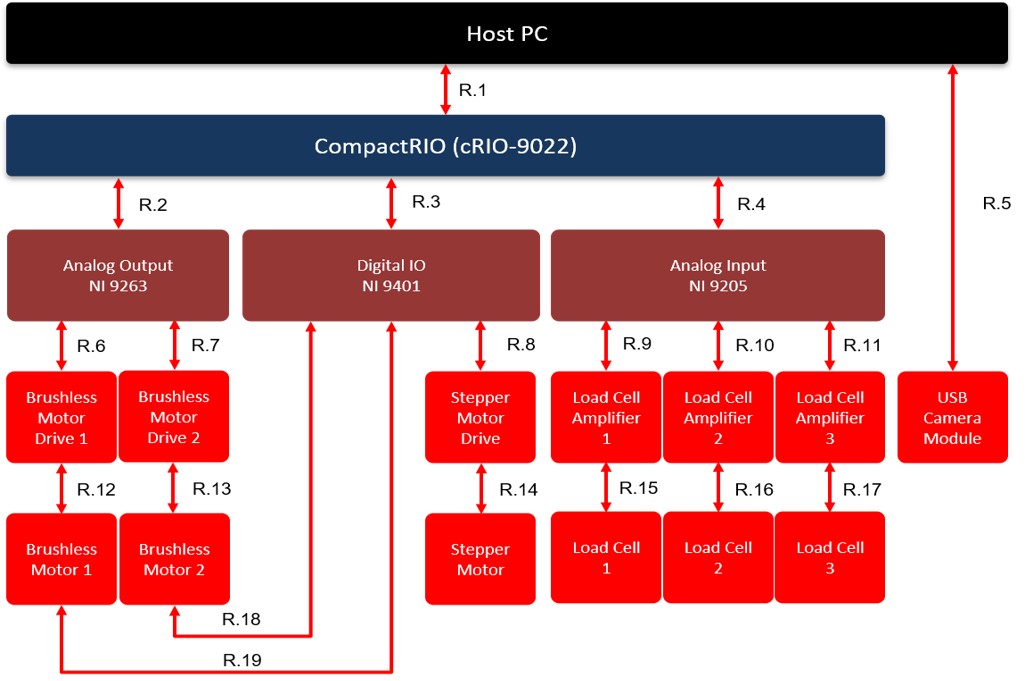 Host PC
R.1
CompactRIO (cRIO-9022)
R.2
R.3
R.4
R.5
Analog Output
NI 9263
Digital IO
NI 9401
Analog Input
NI 9205
R.6
R.7
R.8
R.9
R.10
R.11
Brushless
Motor
Drive 1
Brushless
Motor
Drive 2
Stepper
Motor
Drive
Load Cell
Amplifier
1
Load Cell
Amplifier
2
Load Cell
Amplifier
3
USB
Camera
Module
R.12
R.13
R.14
R.15
R.16
R.17
Brushless
Motor 1
Brushless
Motor 2
Stepper
Motor
Load Cell
1
Load Cell
2
Load Cell
3
R.18
R.19